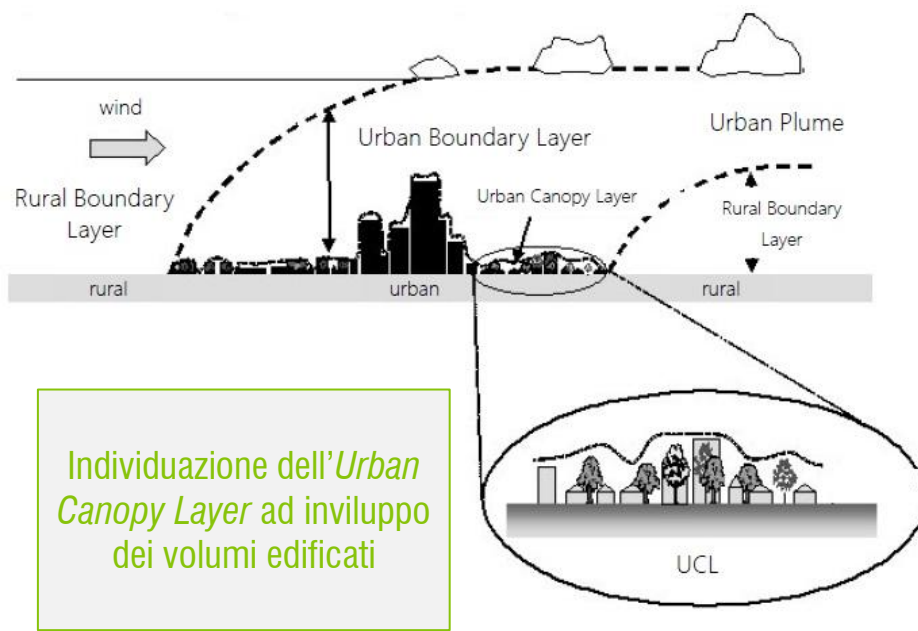 wind
Rural Boundary
Layer
Urban Boundary Layer
Urban Plume
Urban Canopy Layer
Rural Boundary
Layer
rural
urban
rural
Individuazione dell'Urban
Canopy Layer ad inviluppo
dei volumi edificati
UCL